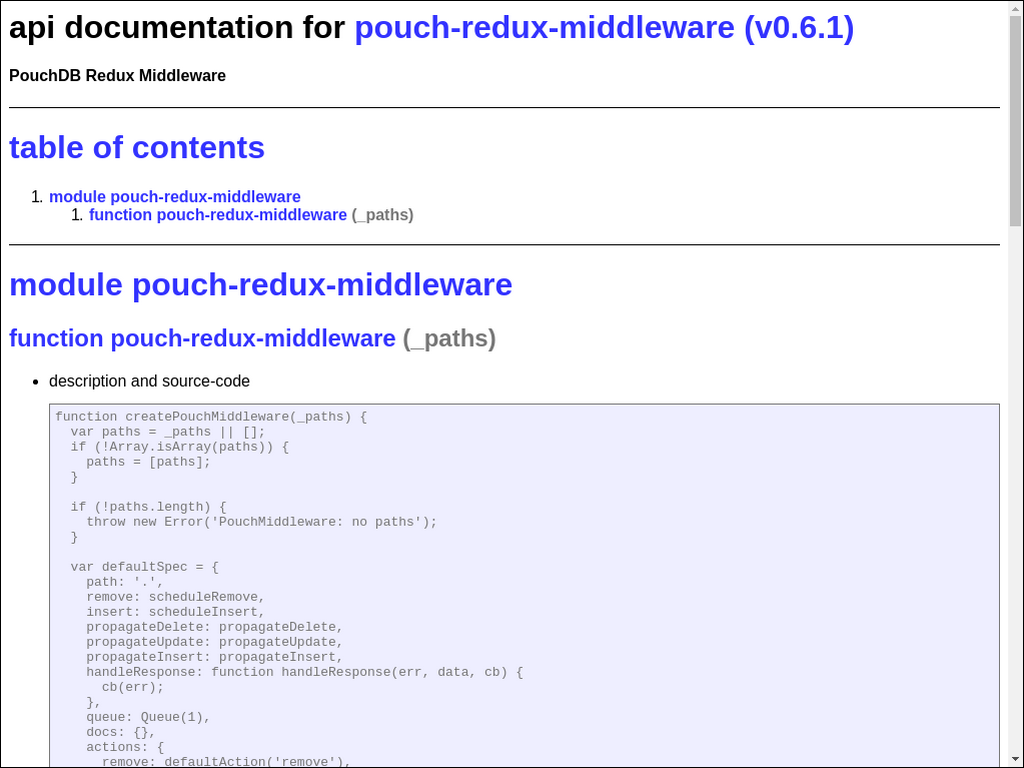 api documentation for pouch-redux-middleware (v0.6.1)
PouchDB Redux Middleware
table of contents
1. module pouch-redux-middleware
1. function pouch-redux-middleware (_paths)
module pouch-redux-middleware
function pouch-redux-middleware (_paths)
• description and source-code
function createPouchMiddleware(_paths) {
  var paths = _paths || [];
  if (!Array.isArray(paths)) {
    paths = [paths];
  }

  if (!paths.length) {
    throw new Error('PouchMiddleware: no paths');
  }

  var defaultSpec = {
    path: '.',
    remove: scheduleRemove,
    insert: scheduleInsert,
    propagateDelete: propagateDelete,
    propagateUpdate: propagateUpdate,
    propagateInsert: propagateInsert,
    handleResponse: function handleResponse(err, data, cb) {
      cb(err);
    },
    queue: Queue(1),
    docs: {},
    actions: {
      remove: defaultAction('remove'),